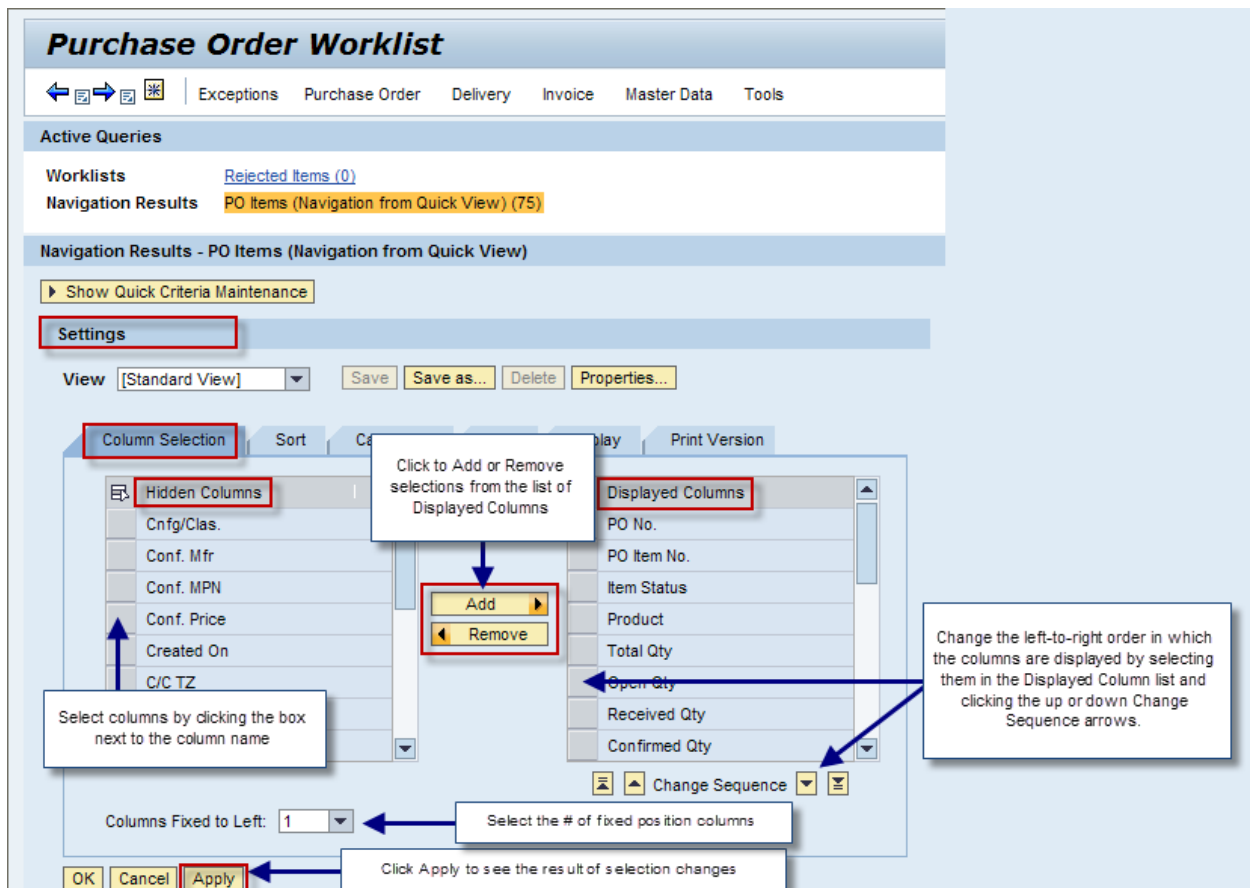 Purchase Order Worklist
Exceptions Purchase Order Delivery Invoice Master Data Tools
Active Queries
Worklists Rejected Items (0)
Navigation Results PO Items (Navigation from Quick View) (75)
Navigation Results - PO Items (Navigation from Quick View)
Show Quick Criteria Maintenance
Settings
View [Standard View] Save Save as... Delete Properties...
Column Selection Sort Print Version
Click to Add or Remove
selections from the list of
Displayed Columns
Hidden Columns
Cnfg/Clas.
Conf. Mfr
Conf. MPN
Conf. Price
Created On
C/C TZ
Select columns by clicking the box
next to the column name
Add
Remove
Displayed Columns
PO No.
PO Item No.
Item Status
Product
Total Qty
Open Qty
Received Qty
Confirmed Qty
Change Sequence
Change the left-to-right order in which
the columns are displayed by selecting
them in the Displayed Column list and
clicking the up or down Change
Sequence arrows.
Columns Fixed to Left: 1
Select the # of fixed position columns
OK Cancel Apply
Click Apply to see the result of selection changes